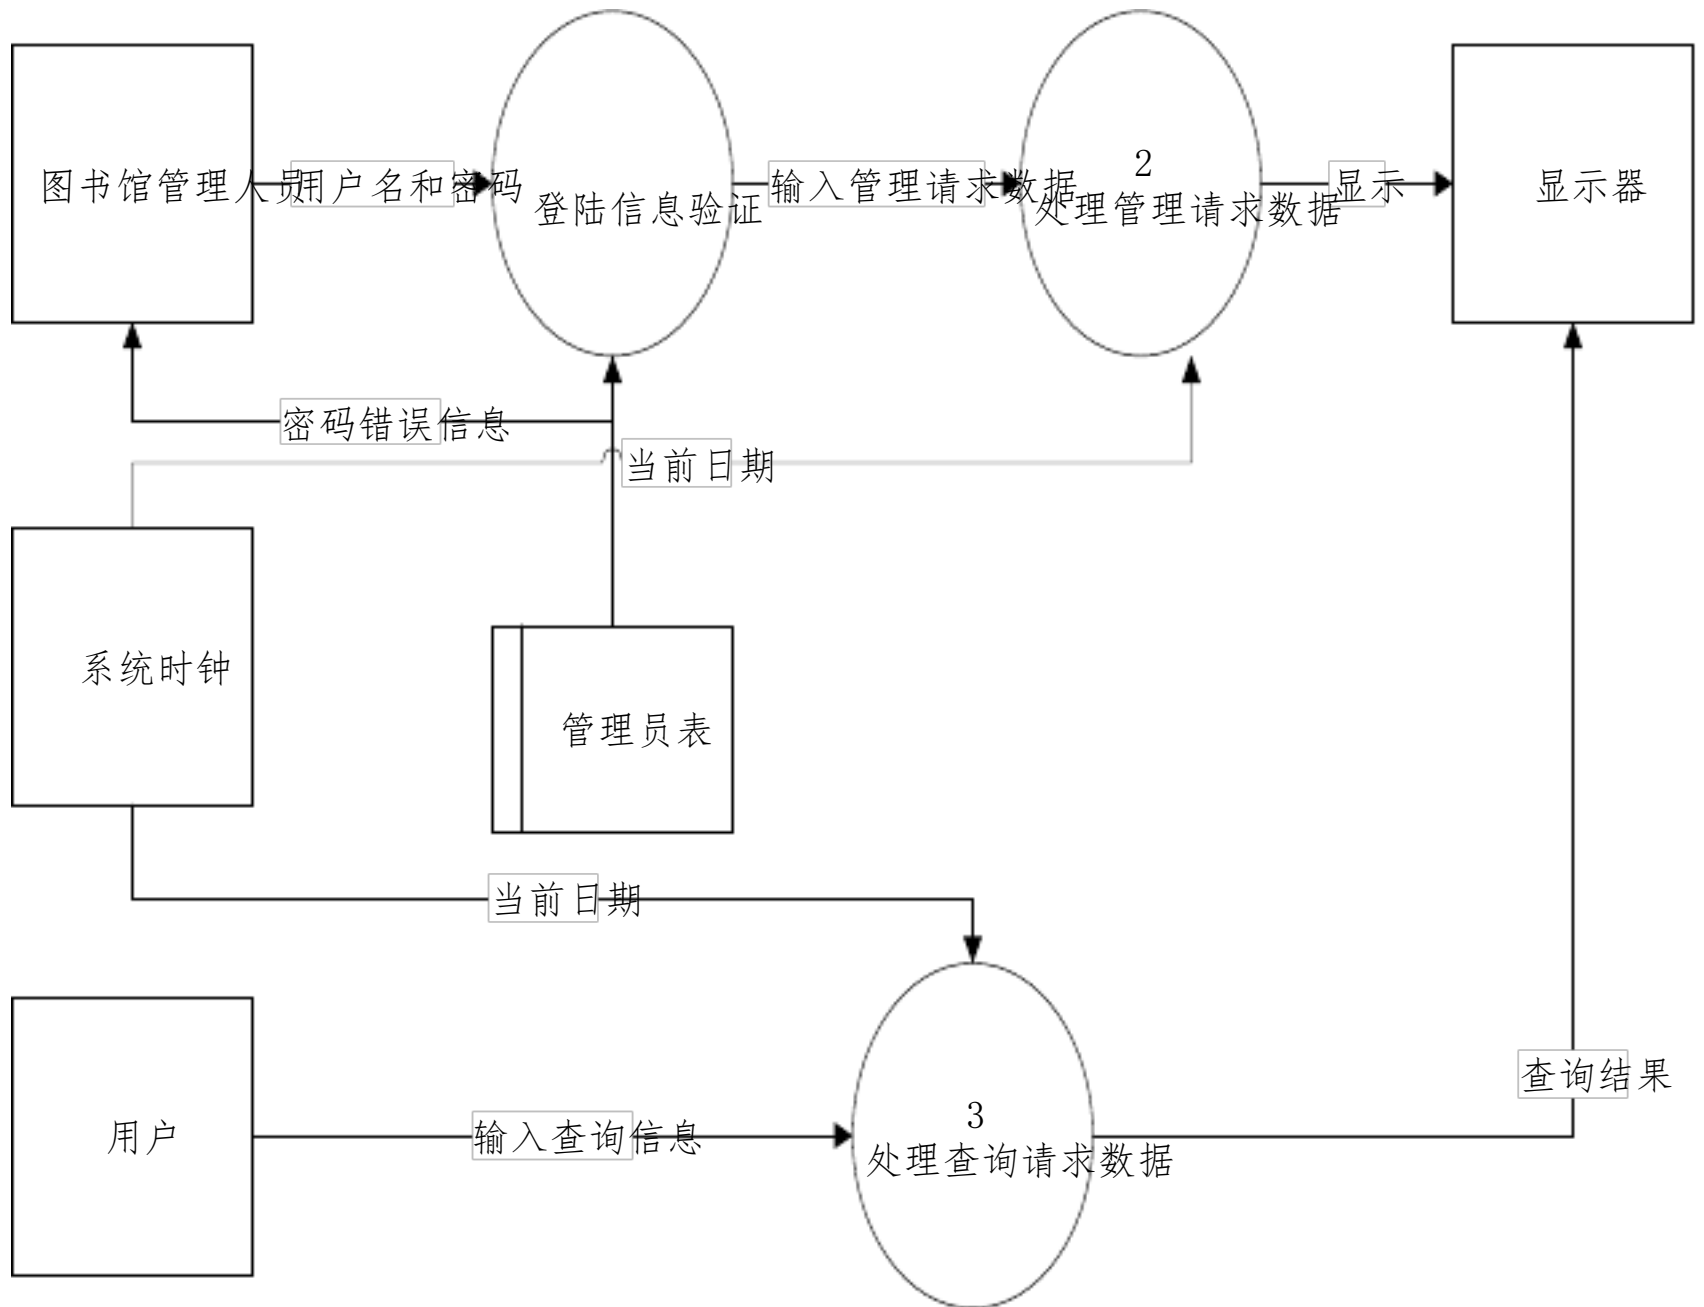 图书馆管理人员
用户名和密码
登陆信息验证
输入管理请求数据
2
处理管理请求数据
显示
显示器
密码错误信息
当前日期
系统时钟
管理员表
当前日期
用户
输入查询信息
3
处理查询请求数据
查询结果